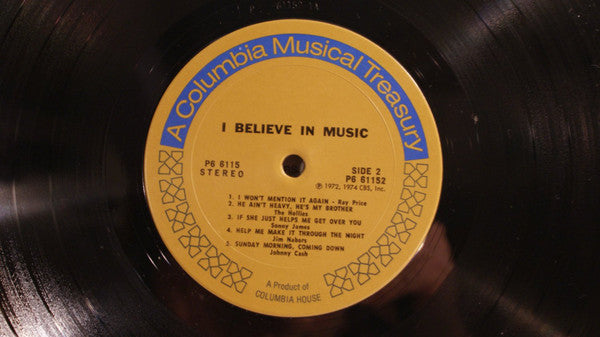 A Columbia Musical Treasury
I BELIEVE IN MUSIC
P6 6115
STEREO
SIDE 2
P6 61152
℗ 1972, 1974 CBS, Inc.
1. I WON'T MENTION IT AGAIN - Ray Price
2. HE AIN'T HEAVY, HE'S MY BROTHER
The Hollies
3. IF SHE JUST HELPS ME GET OVER YOU
Sonny James
4. HELP ME MAKE IT THROUGH THE NIGHT
Jim Nabors
5. SUNDAY MORNING, COMING DOWN
Johnny Cash
A Product of
COLUMBIA HOUSE